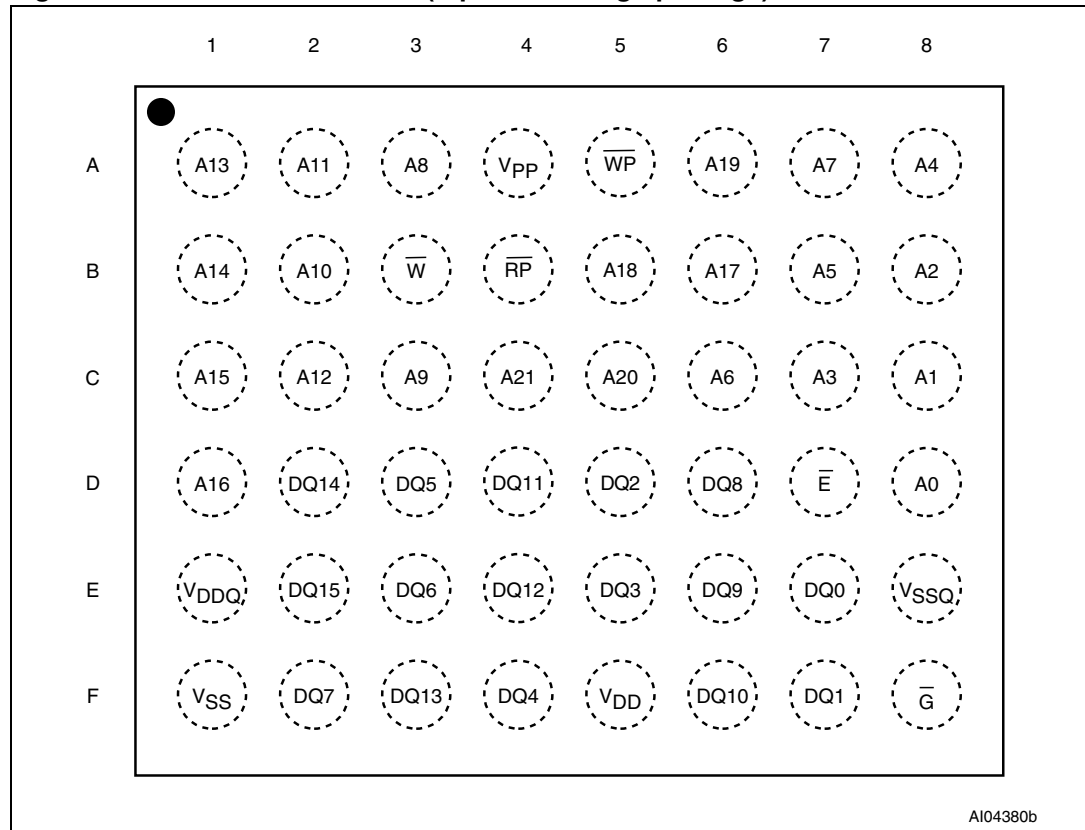 1 2 3 4 5 6 7 8
A A13 A11 A8 VPP W̅P̅ A19 A7 A4
B A14 A10 W̅ R̅P̅ A18 A17 A5 A2
C A15 A12 A9 A21 A20 A6 A3 A1
D A16 DQ14 DQ5 DQ11 DQ2 DQ8 E̅ A0
E VDDQ DQ15 DQ6 DQ12 DQ3 DQ9 DQ0 VSSQ
F VSS DQ7 DQ13 DQ4 VDD DQ10 DQ1 G̅
AI04380b